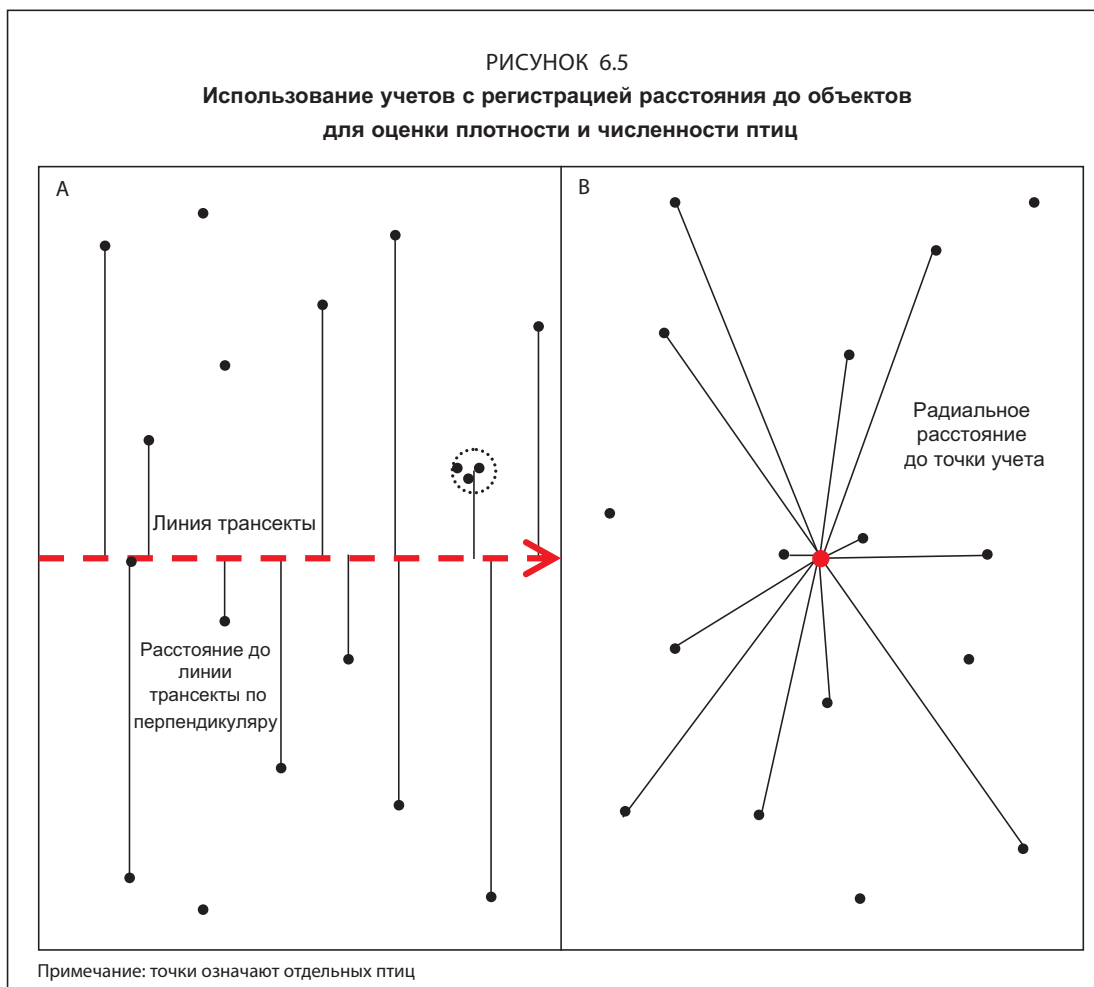 РИСУНОК 6.5
Использование учетов с регистрацией расстояния до объектов
для оценки плотности и численности птиц
A
Линия трансекты
Расстояние до
линии
трансекты по
перпендикуляру
B
Радиальное
расстояние
до точки учета
Примечание: точки означают отдельных птиц